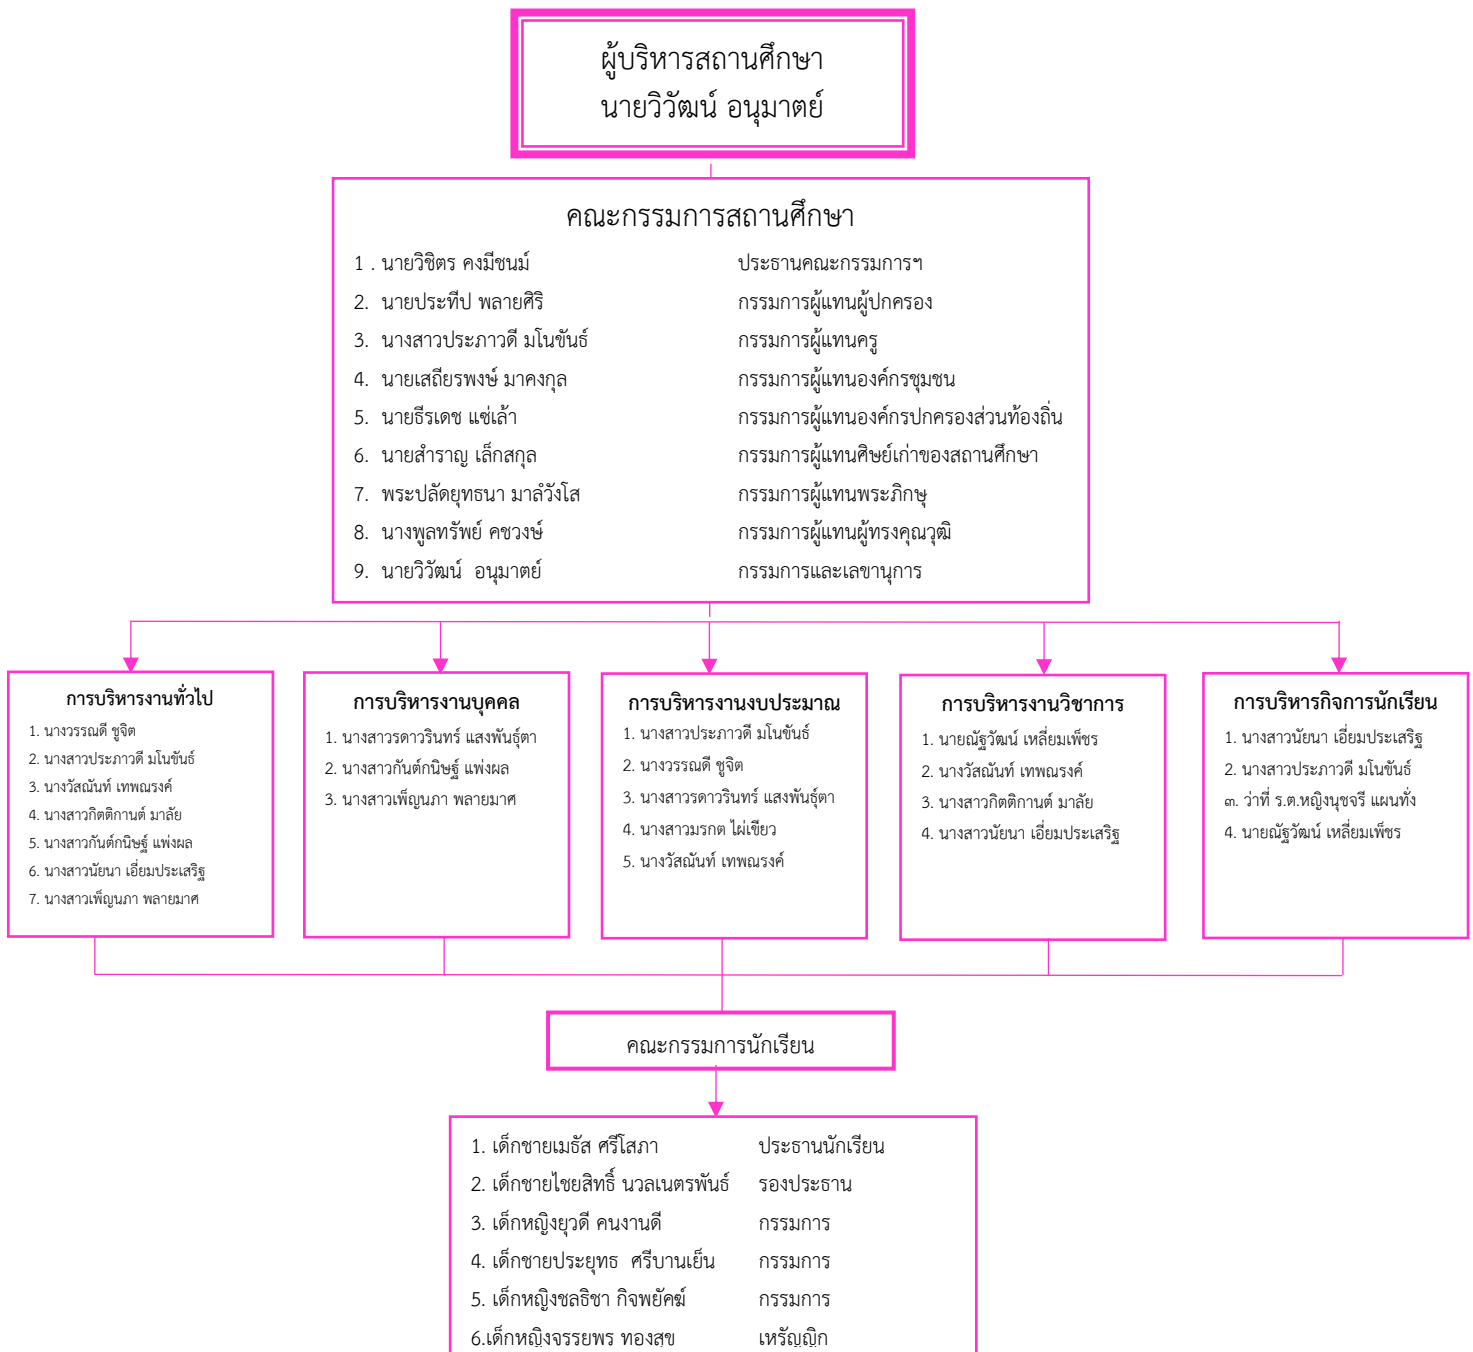 ผู้บริหารสถานศึกษา
นายวิวัฒน์ อนุมาตย์
คณะกรรมการสถานศึกษา
1 . นายวิชิตร คงมีชนม์ ประธานคณะกรรมการฯ
2. นายประทีป พลายศิริ กรรมการผู้แทนผู้ปกครอง
3. นางสาวประภาวดี มโนขันธ์ กรรมการผู้แทนครู
4. นายเสถียรพงษ์ มาคงกุล กรรมการผู้แทนองค์กรชุมชน
5. นายธีรเดช แซ่เล้า กรรมการผู้แทนองค์กรปกครองส่วนท้องถิ่น
6. นายสำราญ เล็กสกุล กรรมการผู้แทนศิษย์เก่าของสถานศึกษา
7. พระปลัดยุทธนา มาลํวํงโส กรรมการผู้แทนพระภิกษุ
8. นางพูลทรัพย์ คชวงษ์ กรรมการผู้แทนผู้ทรงคุณวุฒิ
9. นายวิวัฒน์ อนุมาตย์ กรรมการและเลขานุการ
การบริหารงานทั่วไป
1. นางวรรณดี ชูจิต
2. นางสาวประภาวดี มโนขันธ์
3. นางวัสณันท์ เทพณรงค์
4. นางสาวกิตติกานต์ มาลัย
5. นางสาวกันต์กนิษฐ์ แพ่งผล
6. นางสาวนัยนา เอี่ยมประเสริฐ
7. นางสาวเพ็ญนภา พลายมาศ
การบริหารงานบุคคล
1. นางสาวรดาวรินทร์ แสงพันธุ์ตา
2. นางสาวกันต์กนิษฐ์ แพ่งผล
3. นางสาวเพ็ญนภา พลายมาศ
การบริหารงานงบประมาณ
1. นางสาวประภาวดี มโนขันธ์
2. นางวรรณดี ชูจิต
3. นางสาวรดาวรินทร์ แสงพันธุ์ตา
4. นางสาวมรกต ไผ่เขียว
5. นางวัสณันท์ เทพณรงค์
การบริหารงานวิชาการ
1. นายณัฐวัฒน์ เหลี่ยมเพ็ชร
2. นางวัสณันท์ เทพณรงค์
3. นางสาวกิตติกานต์ มาลัย
4. นางสาวนัยนา เอี่ยมประเสริฐ
การบริหารกิจการนักเรียน
1. นางสาวนัยนา เอี่ยมประเสริฐ
2. นางสาวประภาวดี มโนขันธ์
๓. ว่าที่ ร.ต.หญิงนุชจรี แผนทั่ง
4. นายณัฐวัฒน์ เหลี่ยมเพ็ชร
คณะกรรมการนักเรียน
1. เด็กชายเมธัส ศรีโสภา ประธานนักเรียน
2. เด็กชายไชยสิทธิ์ นวลเนตรพันธ์ รองประธาน
3. เด็กหญิงยุวดี คนงานดี กรรมการ
4. เด็กชายประยุทธ ศรีบานเย็น กรรมการ
5. เด็กหญิงชลธิชา กิจพยัคฆ์ กรรมการ
6.เด็กหญิงจรรยพร ทองสุข เหรัญญิก